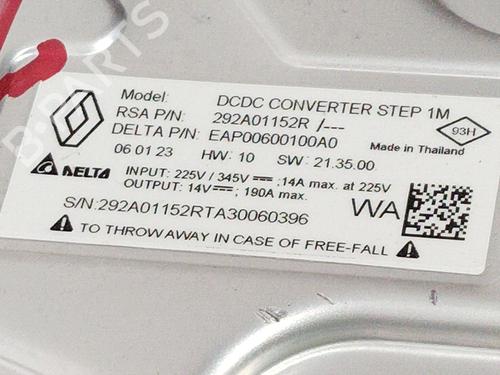 Model: DCDC CONVERTER STEP 1M
RSA P/N: 292A01152R /---
DELTA P/N: EAP00600100A0
93H
06 01 23 HW: 10 SW: 21.35.00
Made in Thailand
DELTA
INPUT: 225V / 345V ⎓ :14A max. at 225V
OUTPUT: 14V⎓; 190A max.
S/N:292A01152RTA30060396
WA
TO THROW AWAY IN CASE OF FREE-FALL
B-PARTS